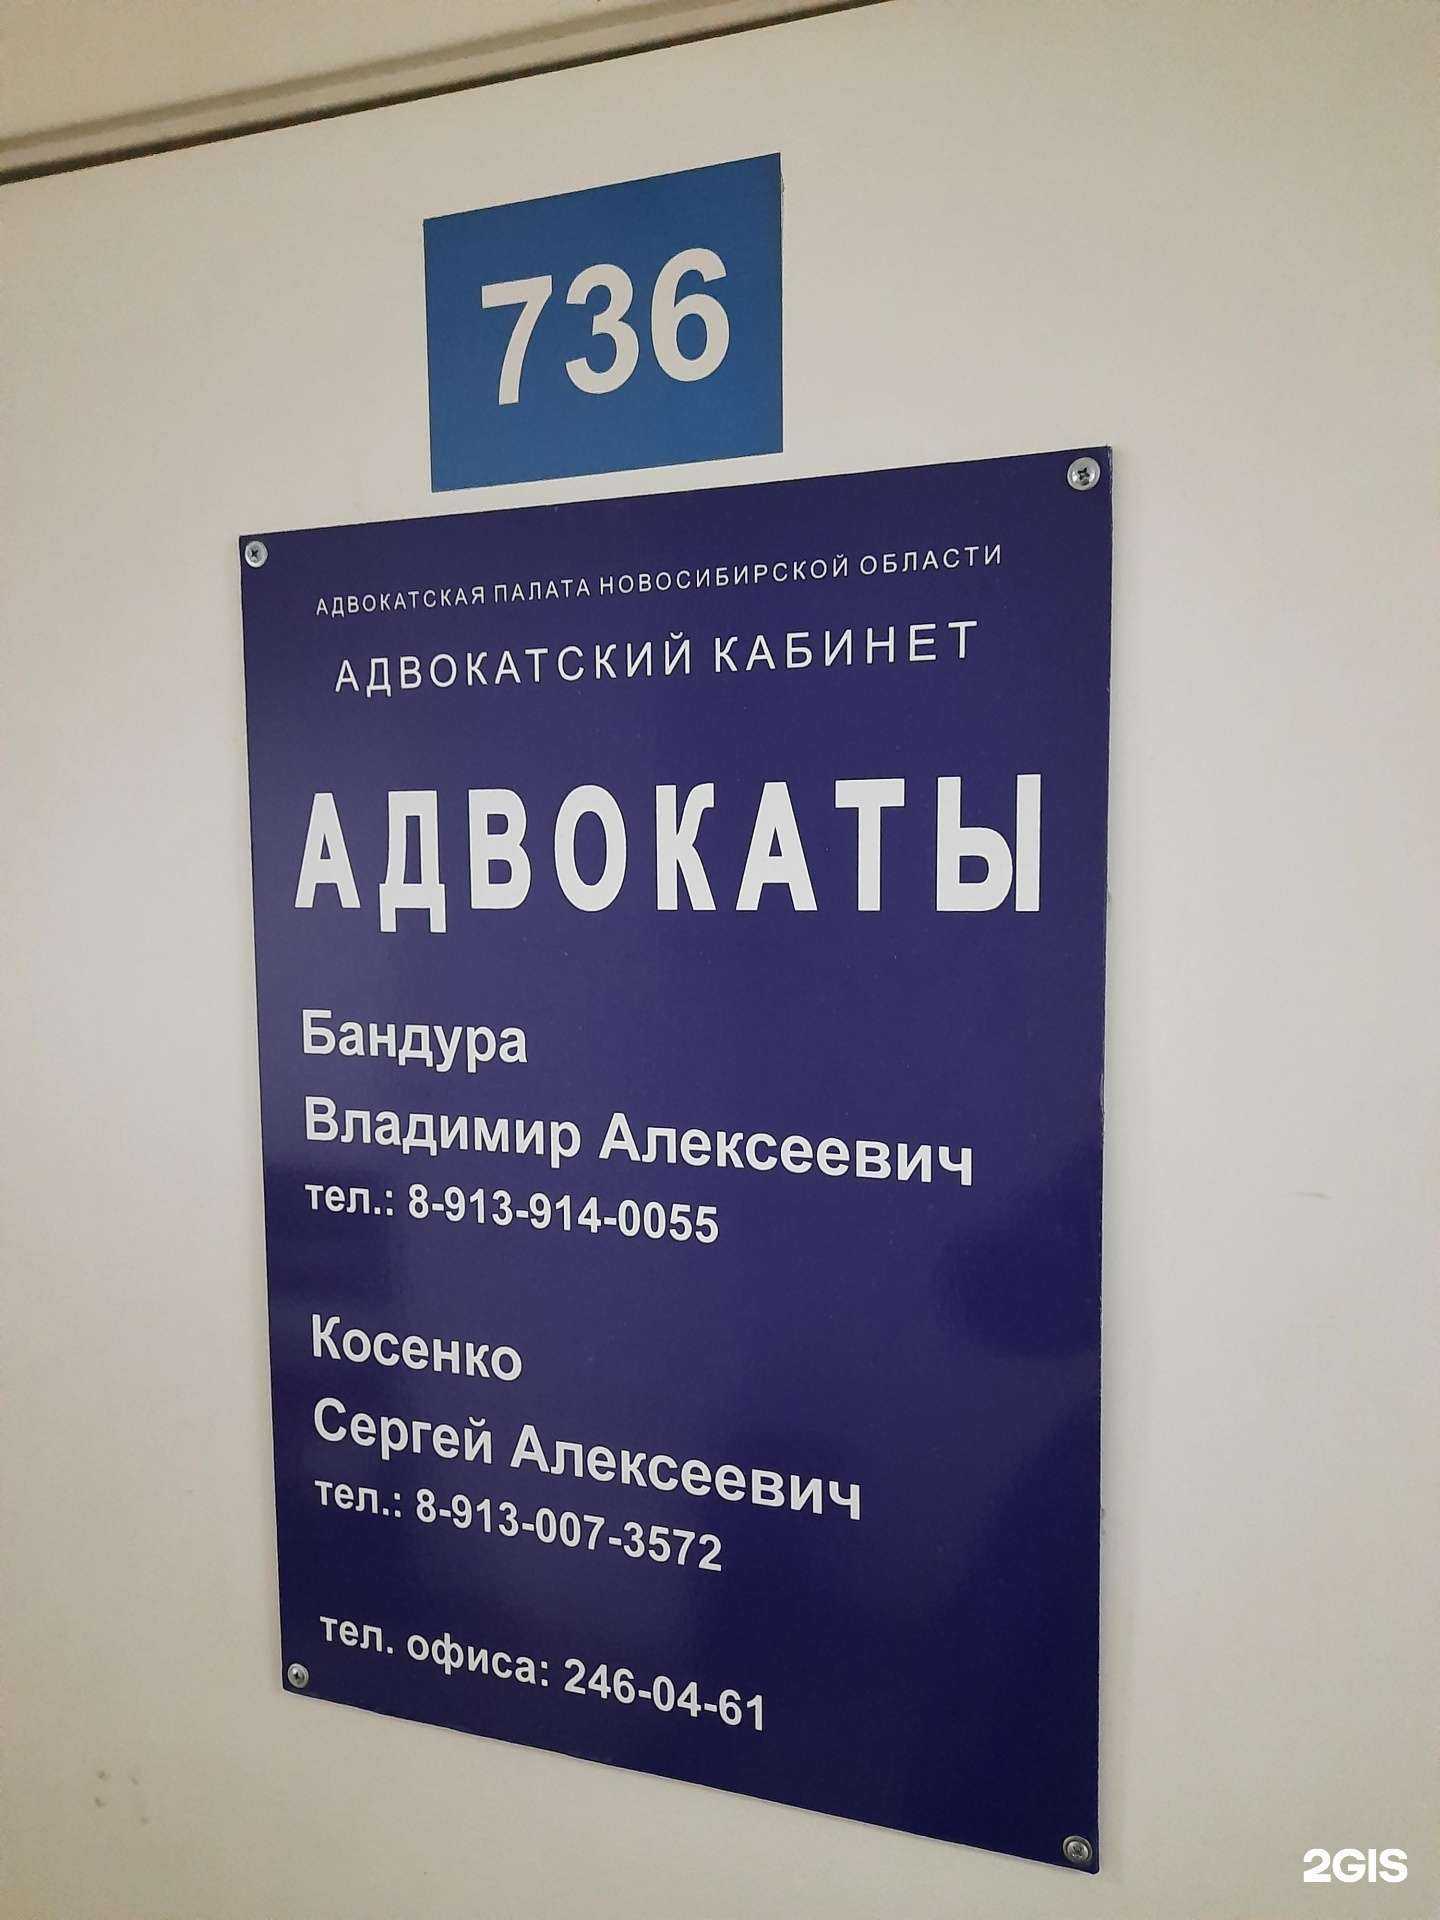 736
АДВОКАТСКАЯ ПАЛАТА НОВОСИБИРСКОЙ ОБЛАСТИ
АДВОКАТСКИЙ КАБИНЕТ
АДВОКАТЫ
Бандура
Владимир Алексеевич
тел.: 8-913-914-0055
Косенко
Сергей Алексеевич
тел.: 8-913-007-3572
тел. офиса: 246-04-61
2GIS